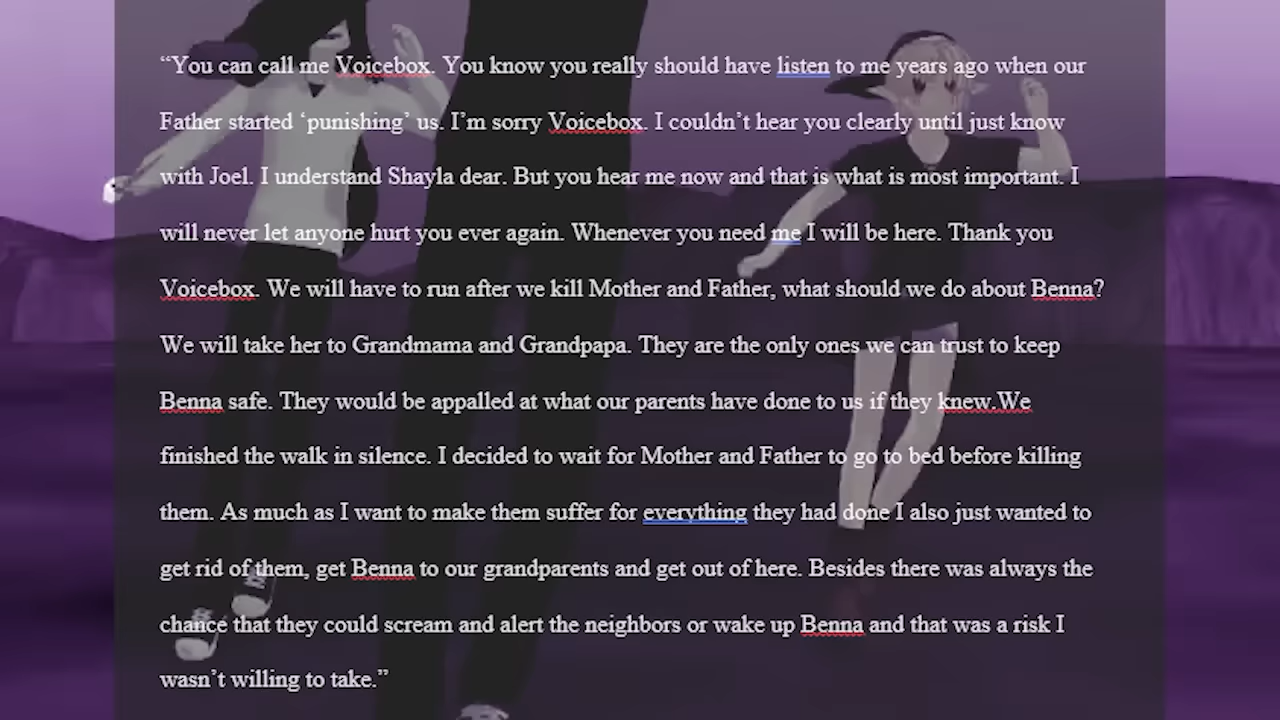 “You can call me Voicebox. You know you really should have listen to me years ago when our
Father started ‘punishing’ us. I’m sorry Voicebox. I couldn’t hear you clearly until just know
with Joel. I understand Shayla dear. But you hear me now and that is what is most important. I
will never let anyone hurt you ever again. Whenever you need me I will be here. Thank you
Voicebox. We will have to run after we kill Mother and Father, what should we do about Benna?
We will take her to Grandmama and Grandpapa. They are the only ones we can trust to keep
Benna safe. They would be appalled at what our parents have done to us if they knew.We
finished the walk in silence. I decided to wait for Mother and Father to go to bed before killing
them. As much as I want to make them suffer for everything they had done I also just wanted to
get rid of them, get Benna to our grandparents and get out of here. Besides there was always the
chance that they could scream and alert the neighbors or wake up Benna and that was a risk I
wasn’t willing to take.”